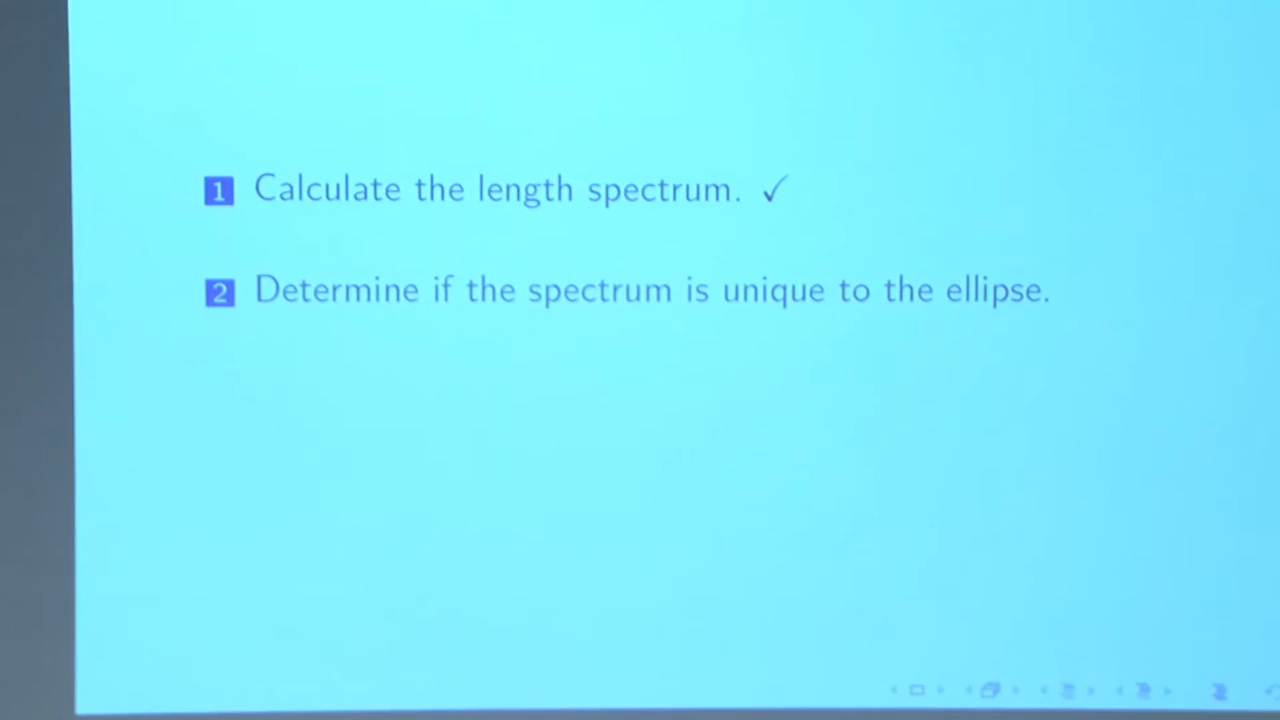 1 Calculate the length spectrum. ✓
2 Determine if the spectrum is unique to the ellipse.